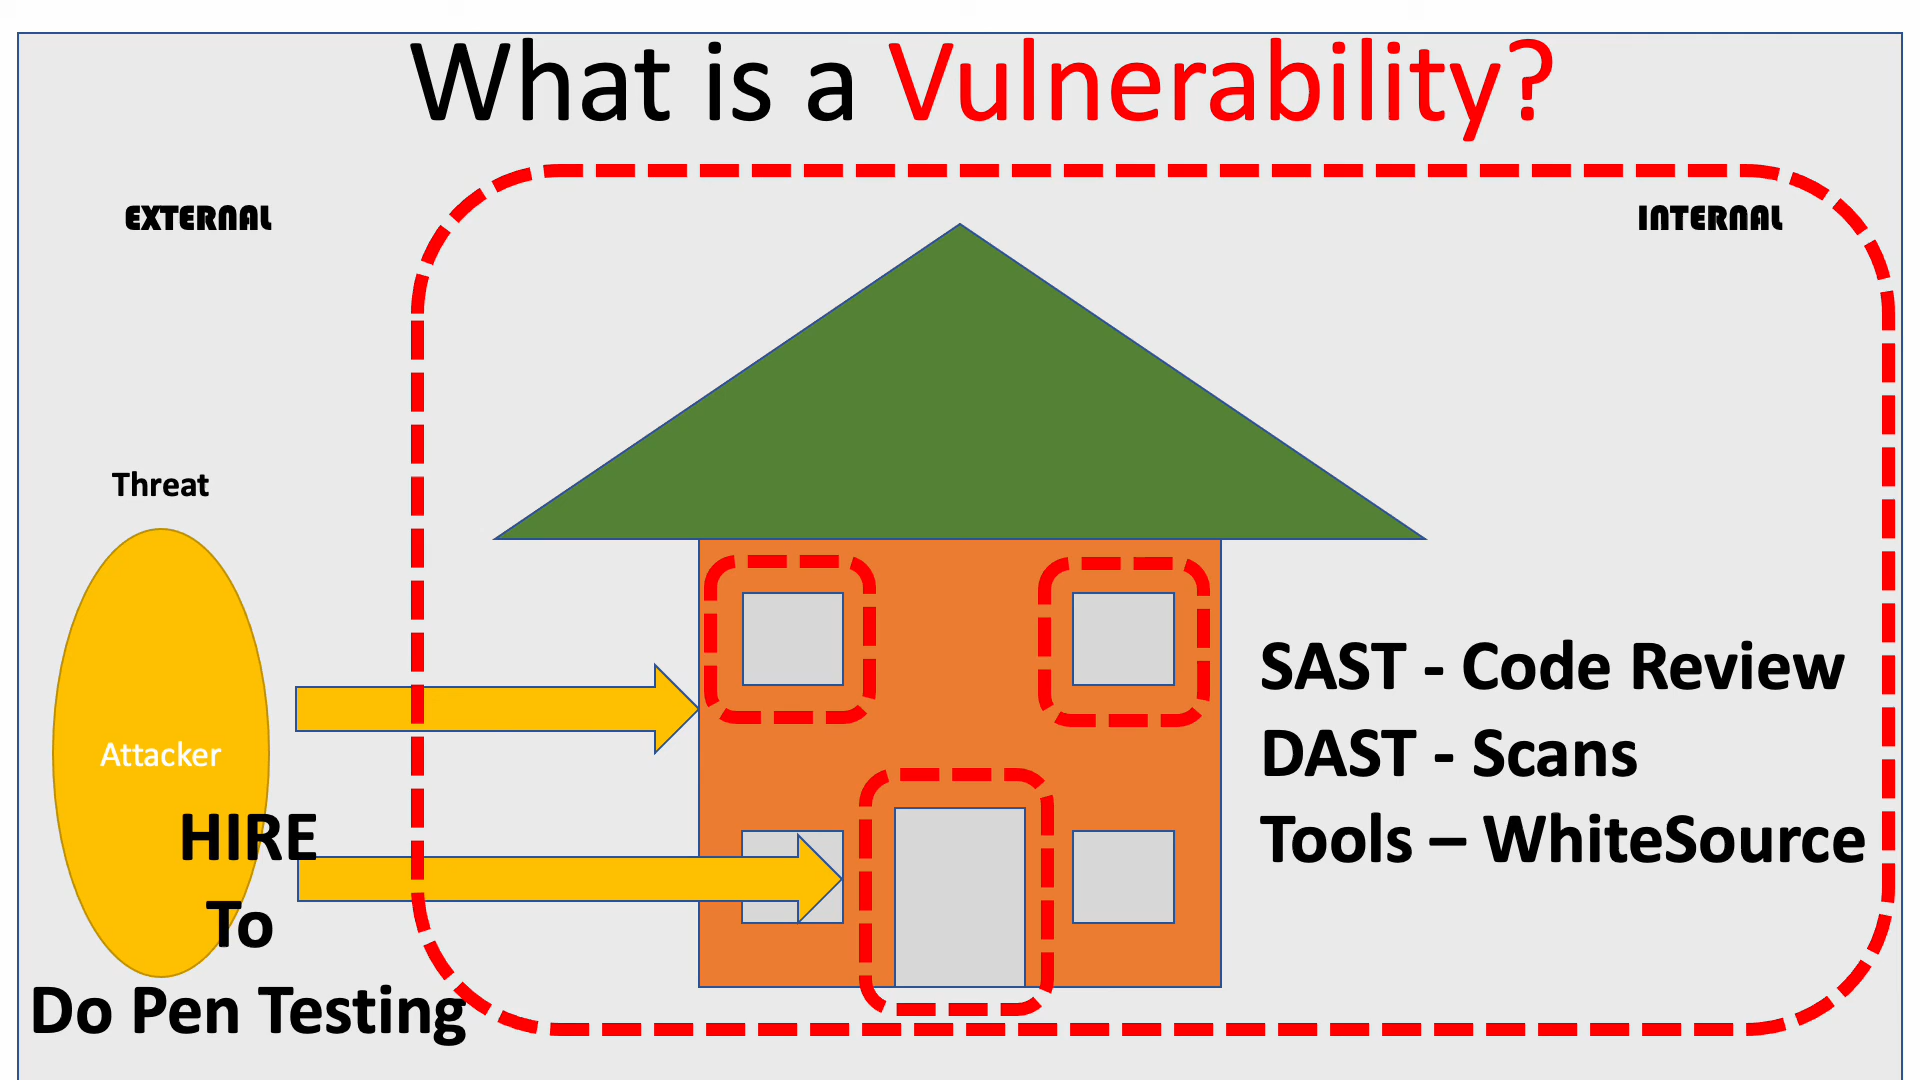 What is a Vulnerability?
EXTERNAL
INTERNAL
Threat
Attacker
HIRE
To
Do Pen Testing
SAST - Code Review
DAST - Scans
Tools – WhiteSource